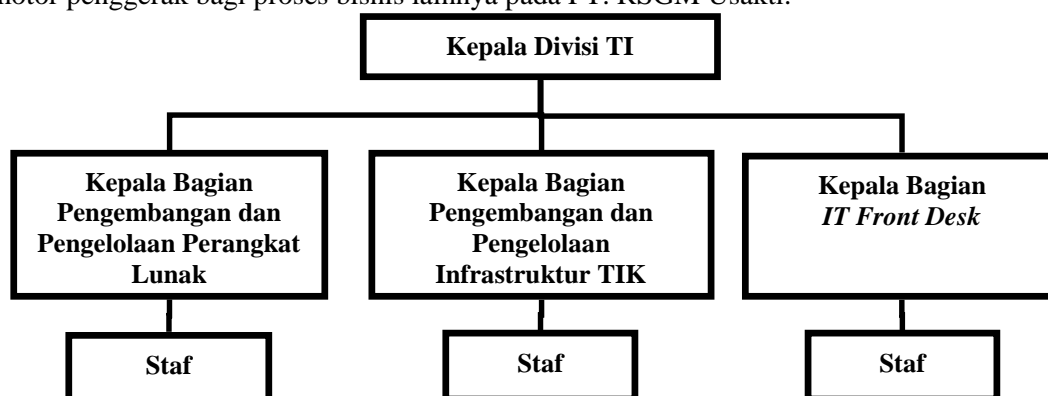 motor penggerak bagi proses bisnis lainnya pada PT. RSGM Usakti.
Kepala Divisi TI
Kepala Bagian
Pengembangan dan
Pengelolaan Perangkat
Lunak
Kepala Bagian
Pengembangan dan
Pengelolaan
Infrastruktur TIK
Kepala Bagian
IT Front Desk
Staf
Staf
Staf